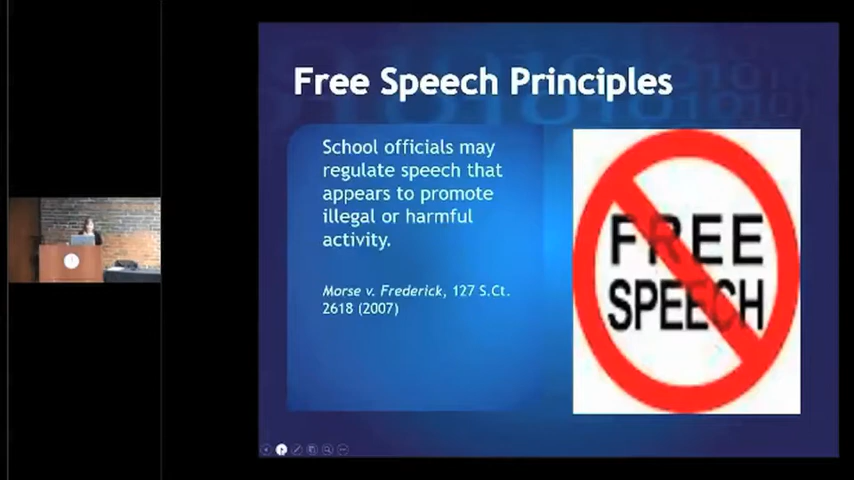 Free Speech Principles
School officials may
regulate speech that
appears to promote
illegal or harmful
activity.
Morse v. Frederick, 127 S.Ct.
2618 (2007)
FREE
SPEECH